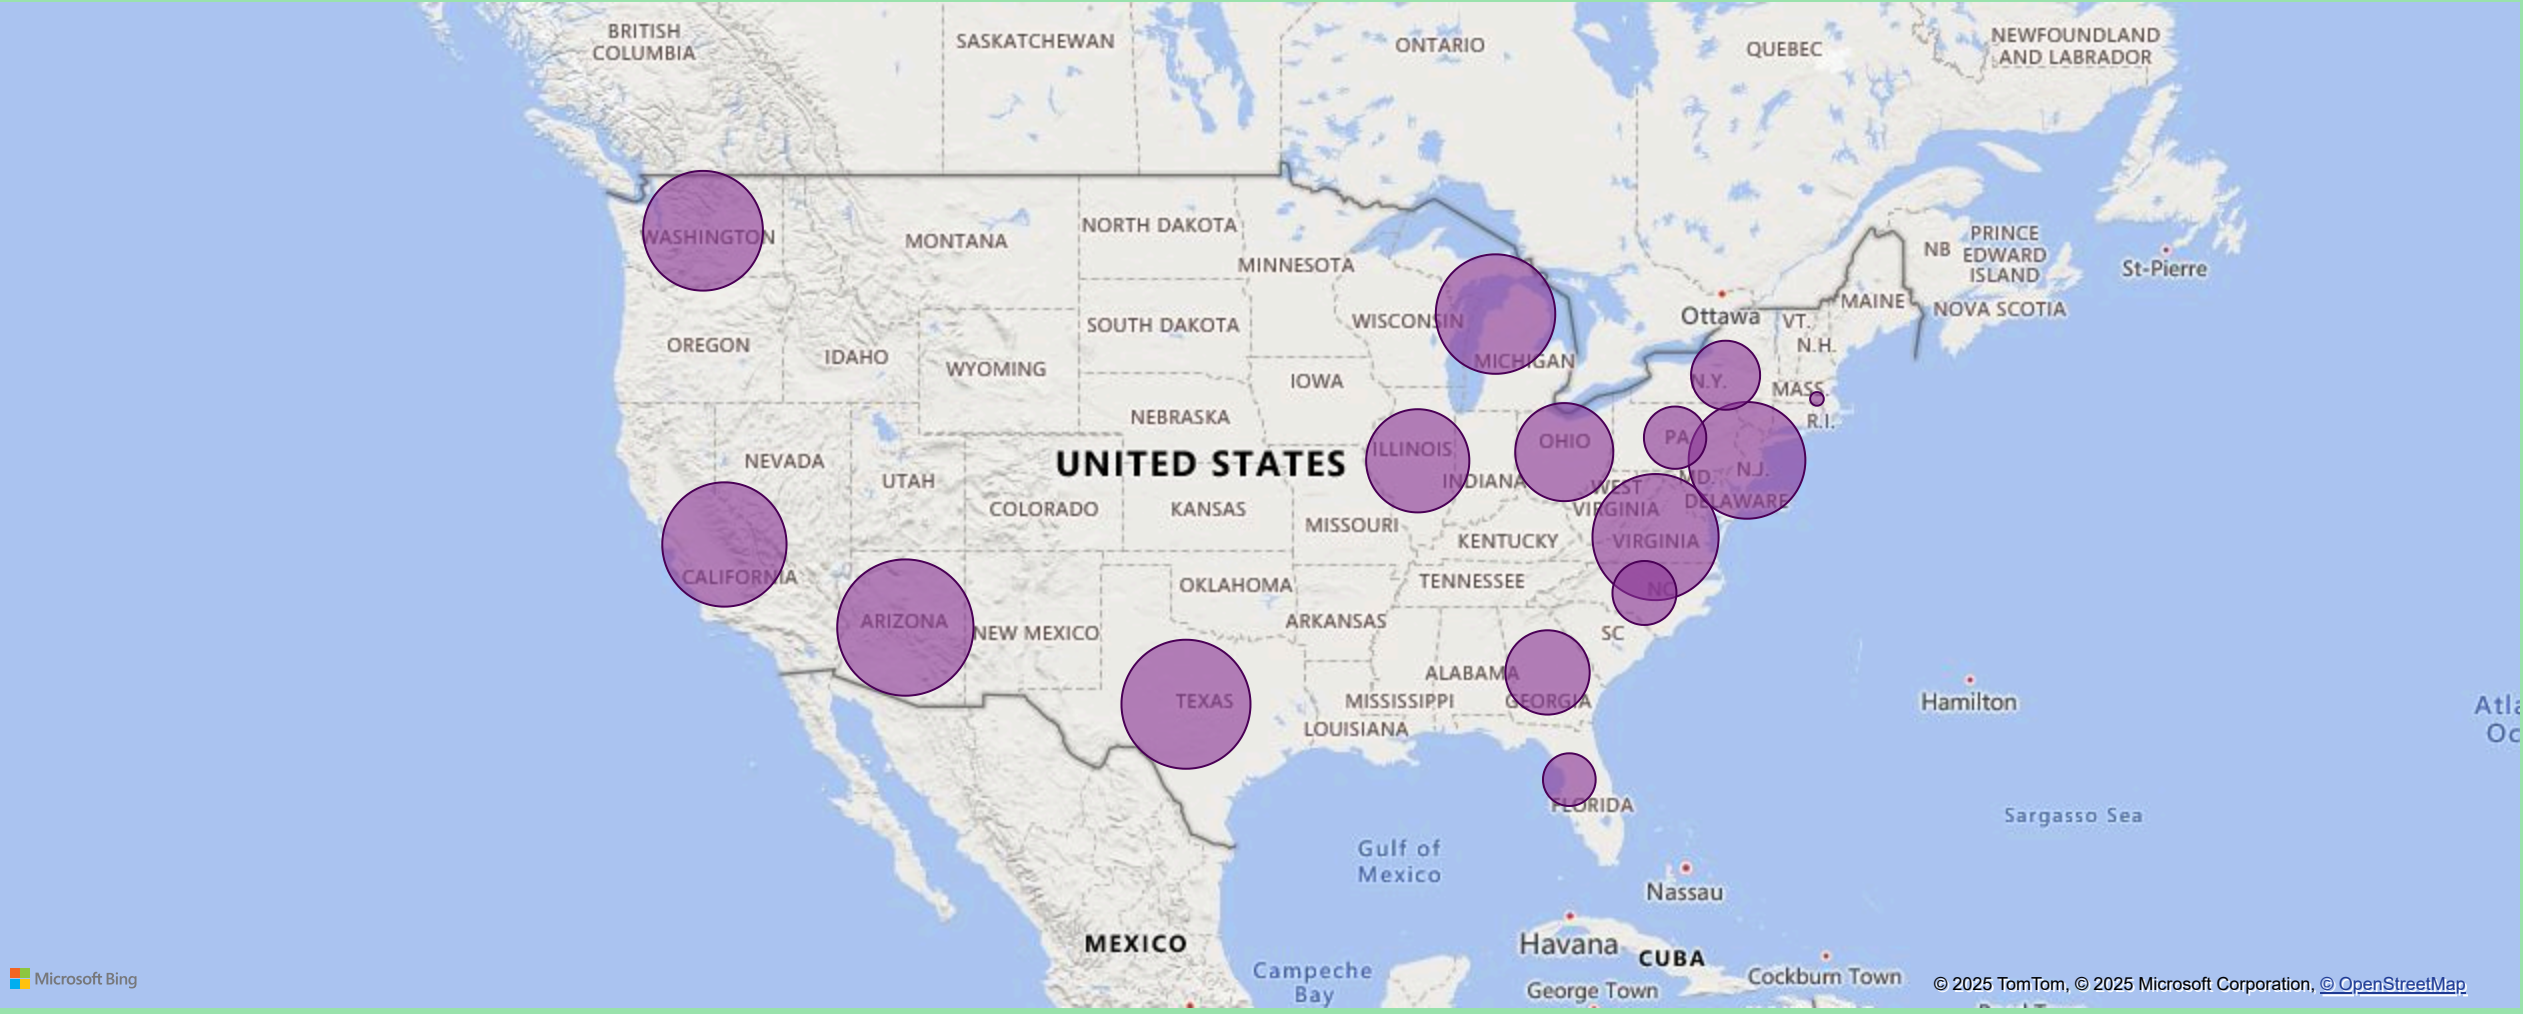 BRITISH
COLUMBIA
SASKATCHEWAN
ONTARIO
QUEBEC
NEWFOUNDLAND
AND LABRADOR
WASHINGTON
MONTANA
NORTH DAKOTA
MINNESOTA
NB
PRINCE
EDWARD
ISLAND
St-Pierre
OREGON
IDAHO
WYOMING
SOUTH DAKOTA
WISCONSIN
MICHIGAN
Ottawa
VT.
N.H.
MAINE
NOVA SCOTIA
IOWA
NEBRASKA
N.Y.
MASS.
R.I.
NEVADA
UTAH
UNITED STATES
ILLINOIS
INDIANA
OHIO
PA
N.J.
MD.
DELAWARE
COLORADO
KANSAS
MISSOURI
WEST
VIRGINIA
KENTUCKY
VIRGINIA
CALIFORNIA
ARIZONA
NEW MEXICO
OKLAHOMA
TENNESSEE
NC
ARKANSAS
SC
TEXAS
ALABAMA
MISSISSIPPI
GEORGIA
LOUISIANA
Hamilton
FLORIDA
Sargasso Sea
Gulf of
Mexico
Nassau
MEXICO
Havana
CUBA
Campeche
Bay
George Town
Cockburn Town
Microsoft Bing
© 2025 TomTom, © 2025 Microsoft Corporation, © OpenStreetMap